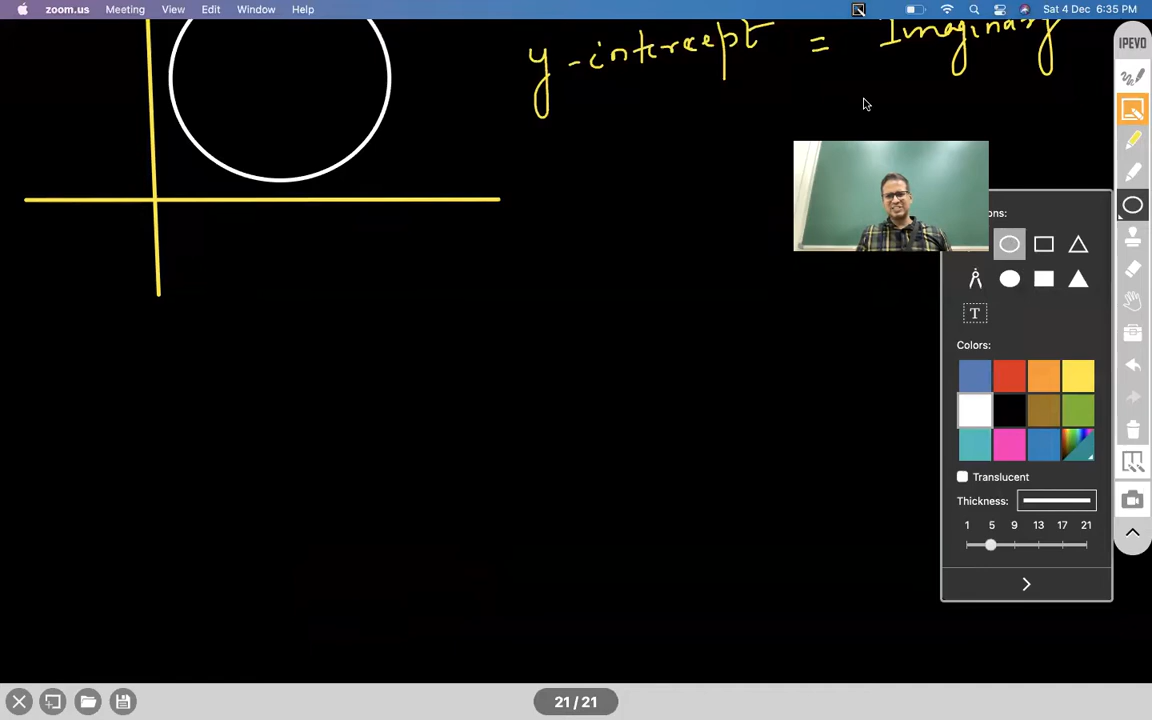 zoom.us Meeting View Edit Window Help Sat 4 Dec 6:35 PM
y-intercept = Imaginary
IPEVO
ons:
T
Colors:
Translucent
Thickness:
1 5 9 13 17 21
21 / 21